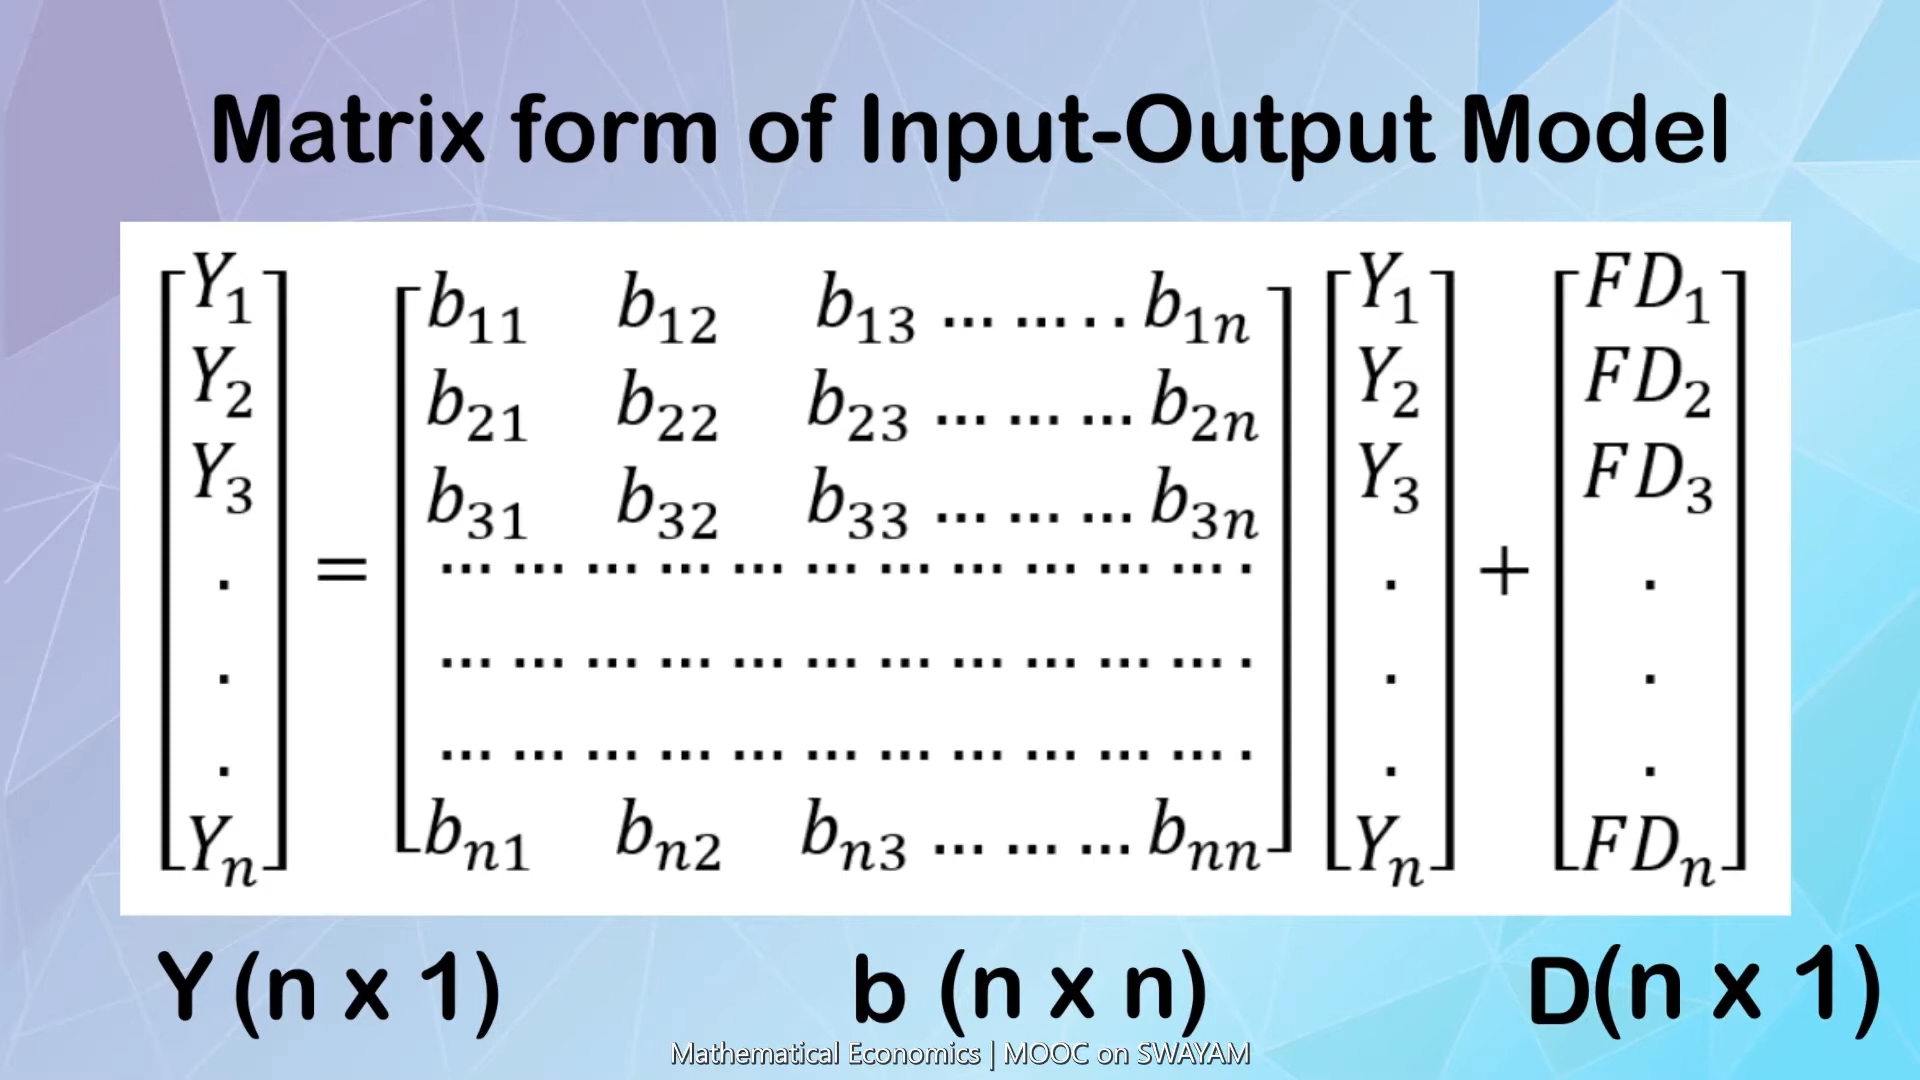 Matrix form of Input-Output Model
[Y₁ Y₂ Y₃ . . . Yₙ] = [b₁₁ b₁₂ b₁₃ … … . . b₁ₙ
b₂₁ b₂₂ b₂₃ … … … b₂ₙ
b₃₁ b₃₂ b₃₃ … … … b₃ₙ
… … … … … … … … … … … .
… … … … … … … … … … … .
… … … … … … … … … … … .
bₙ₁ bₙ₂ bₙ₃ … … … bₙₙ] [Y₁ Y₂ Y₃ . . . Yₙ] + [FD₁ FD₂ FD₃ . . . FDₙ]
Y (n x 1) b (n x n) D(n x 1)
Mathematical Economics | MOOC on SWAYAM